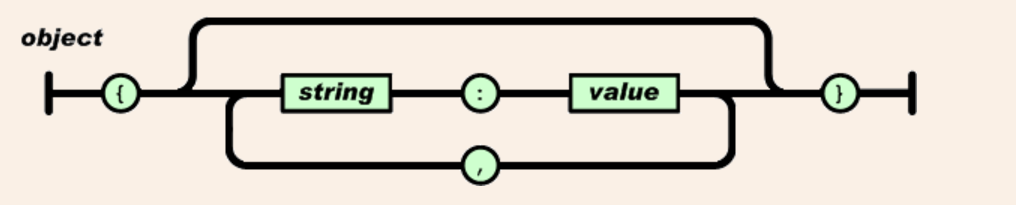 object
{ string : value }
,